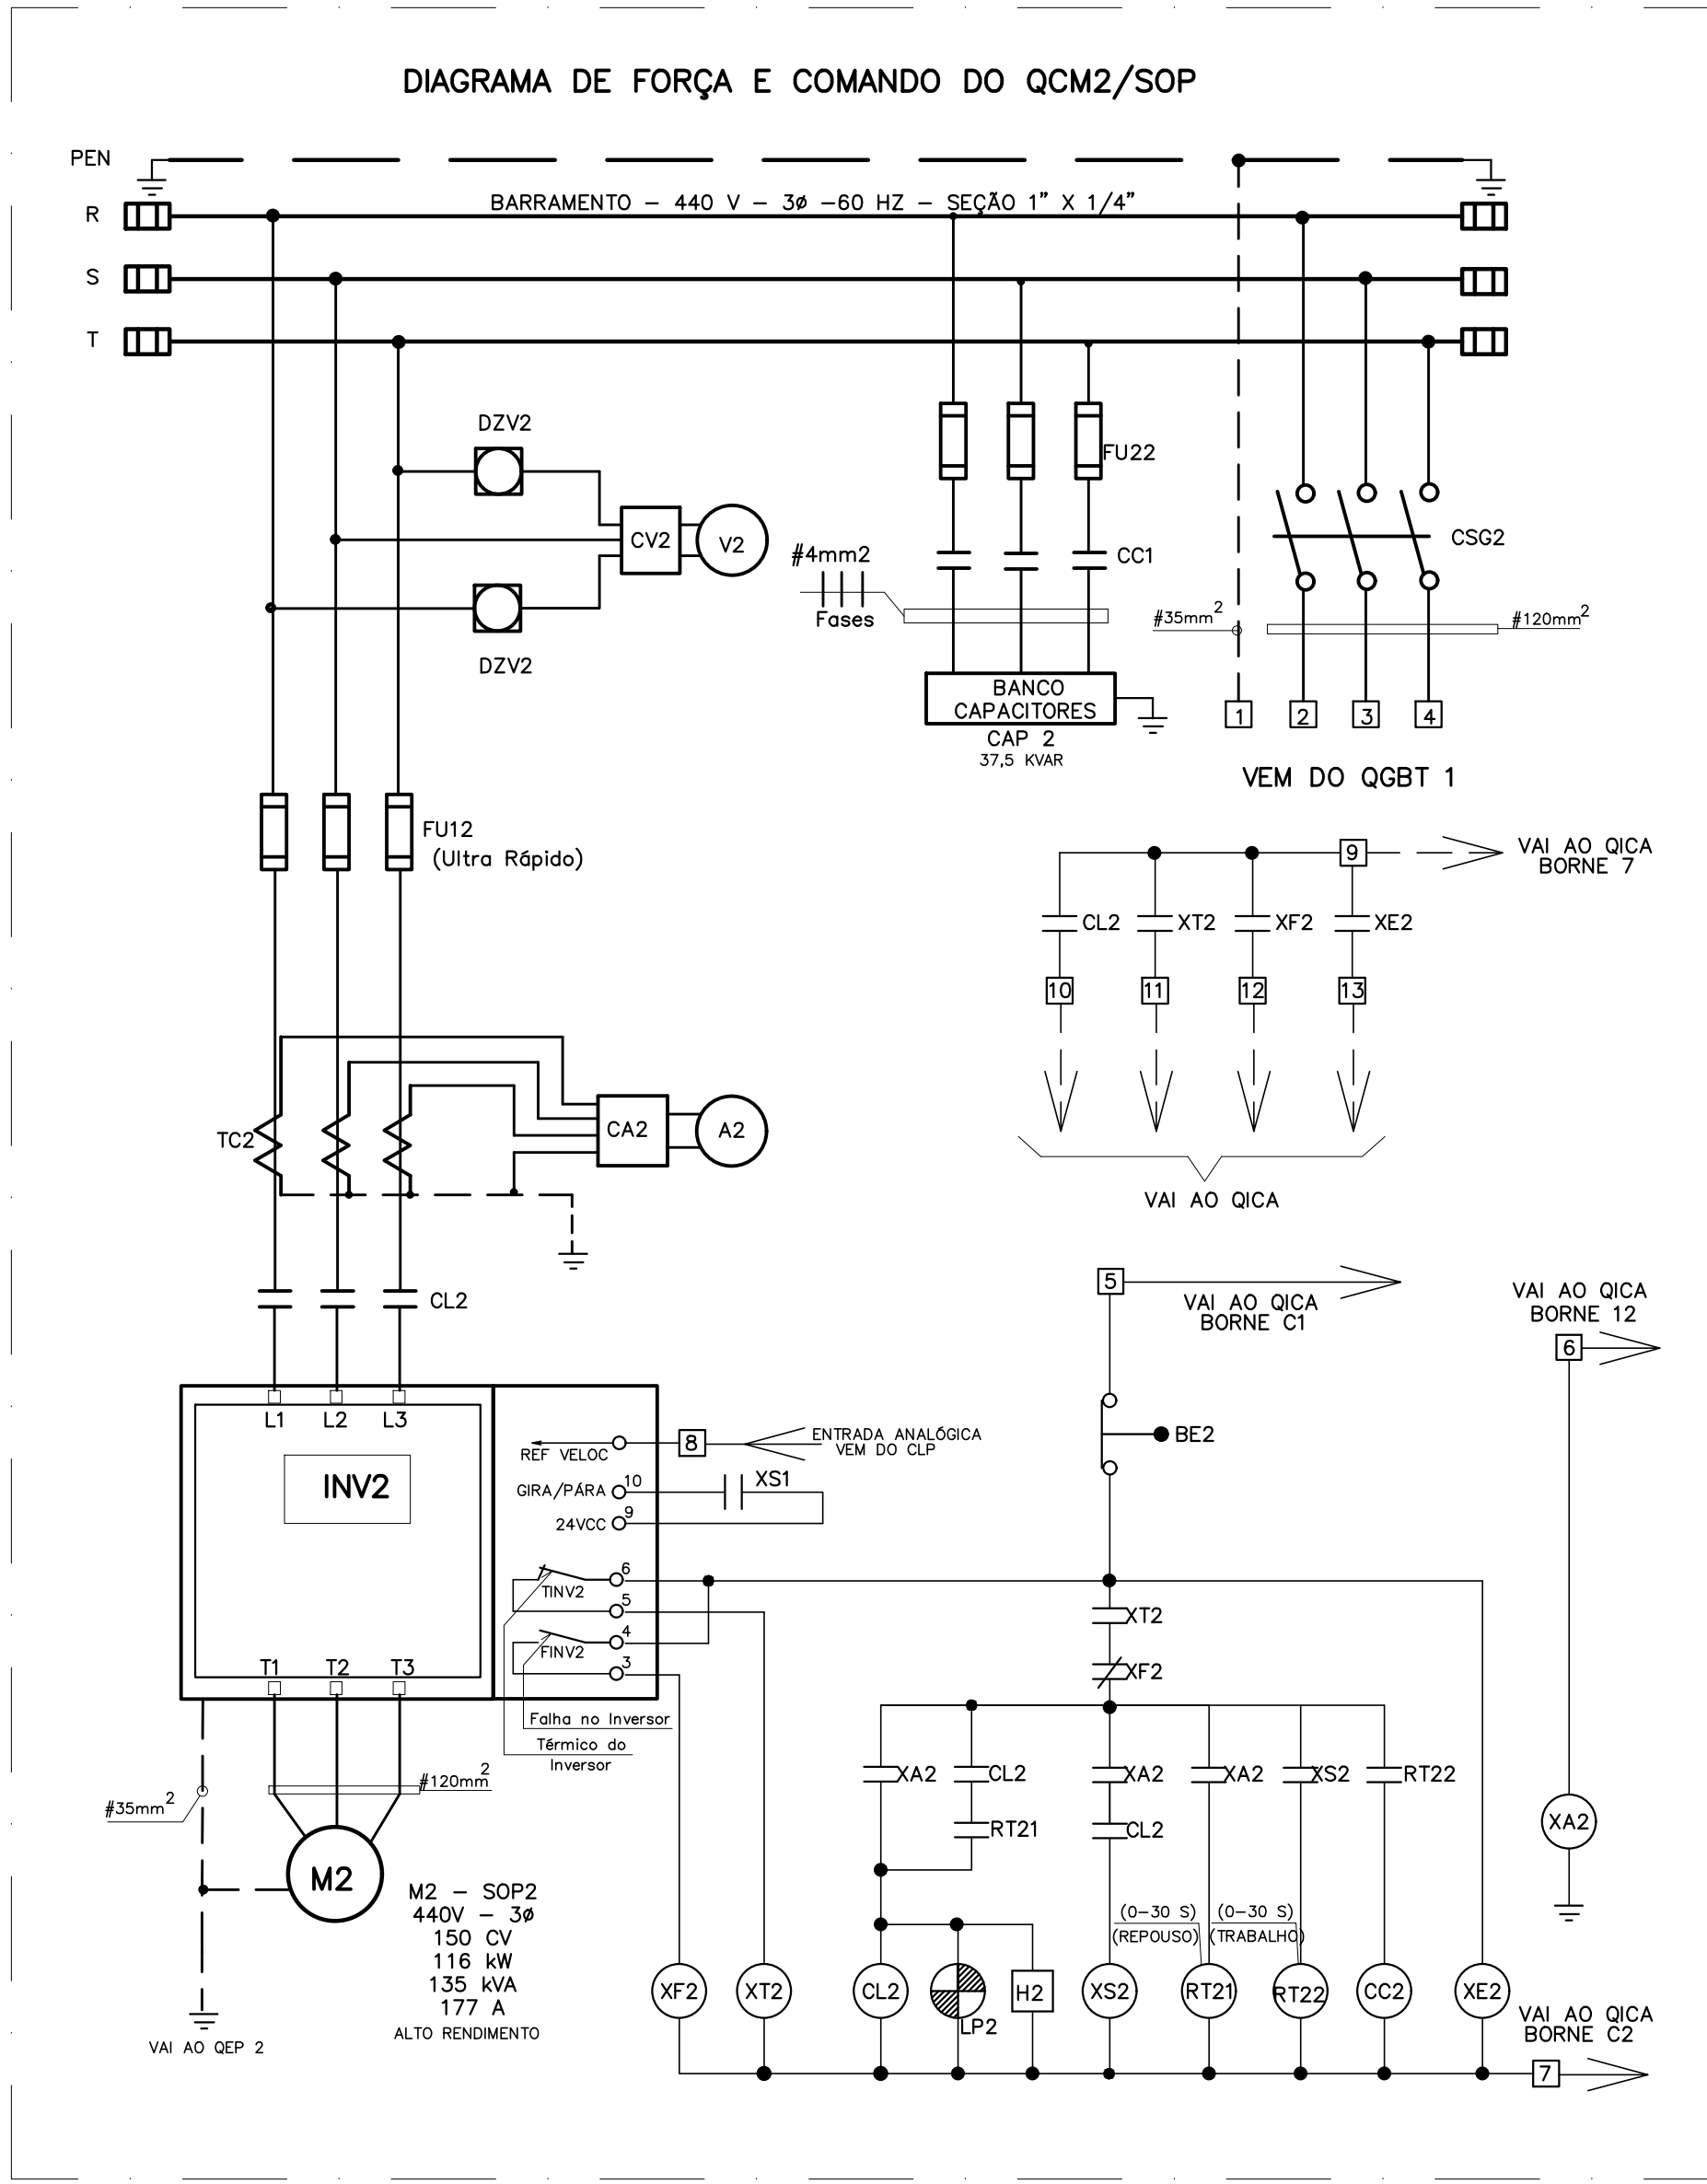 DIAGRAMA DE FORÇA E COMANDO DO QCM2/SOP
PEN
BARRAMENTO – 440 V – 3ø –60 HZ – SEÇÃO 1" X 1/4"
R
S
T
DZV2
FU22
CV2
V2
CSG2
#4mm2
CC1
Fases
#35mm2
#120mm2
DZV2
BANCO
CAPACITORES
CAP 2
37,5 KVAR
1
2
3
4
VEM DO QGBT 1
FU12
(Ultra Rápido)
9
VAI AO QICA
BORNE 7
CL2
XT2
XF2
XE2
10
11
12
13
TC2
CA2
A2
VAI AO QICA
CL2
5
VAI AO QICA
BORNE C1
VAI AO QICA
BORNE 12
6
L1
L2
L3
INV2
REF VELOC
8
ENTRADA ANALÓGICA
VEM DO CLP
BE2
GIRA/PÁRA
10
XS1
24VCC
9
6
TINV2
5
4
FINV2
3
XT2
XF2
T1
T2
T3
Falha no Inversor
Térmico do
Inversor
#35mm2
#120mm2
XA2
CL2
XA2
XA2
XS2
RT22
RT21
CL2
XA2
M2
M2 – SOP2
440V – 3ø
150 CV
116 kW
135 kVA
177 A
ALTO RENDIMENTO
(0–30 S)
(REPOUSO)
(0–30 S)
(TRABALHO)
XF2
XT2
CL2
LP2
H2
XS2
RT21
RT22
CC2
XE2
VAI AO QICA
BORNE C2
7
VAI AO QEP 2